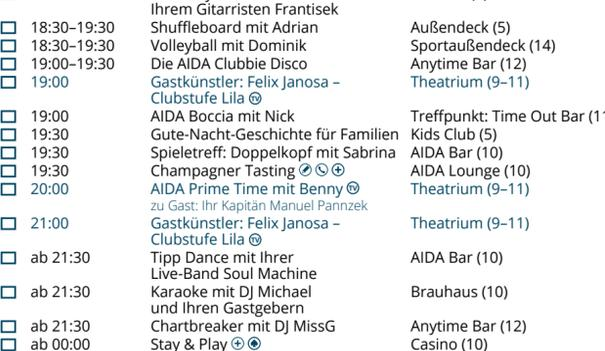 Ihrem Gitarristen Frantisek
18:30–19:30 Shuffleboard mit Adrian Außendeck (5)
18:30–19:30 Volleyball mit Dominik Sportaußendeck (14)
19:00–19:30 Die AIDA Clubbie Disco Anytime Bar (12)
19:00 Gastkünstler: Felix Janosa – Theatrium (9–11)
Clubstufe Lila TV
19:00 AIDA Boccia mit Nick Treffpunkt: Time Out Bar (11
19:30 Gute-Nacht-Geschichte für Familien Kids Club (5)
19:30 Spieletreff: Doppelkopf mit Sabrina AIDA Bar (10)
19:30 Champagner Tasting AIDA Lounge (10)
20:00 AIDA Prime Time mit Benny TV Theatrium (9–11)
zu Gast: Ihr Kapitän Manuel Pannzek
21:00 Gastkünstler: Felix Janosa – Theatrium (9–11)
Clubstufe Lila TV
ab 21:30 Tipp Dance mit Ihrer AIDA Bar (10)
Live-Band Soul Machine
ab 21:30 Karaoke mit DJ Michael Brauhaus (10)
und Ihren Gastgebern
ab 21:30 Chartbreaker mit DJ MissG Anytime Bar (12)
ab 00:00 Stay & Play Casino (10)